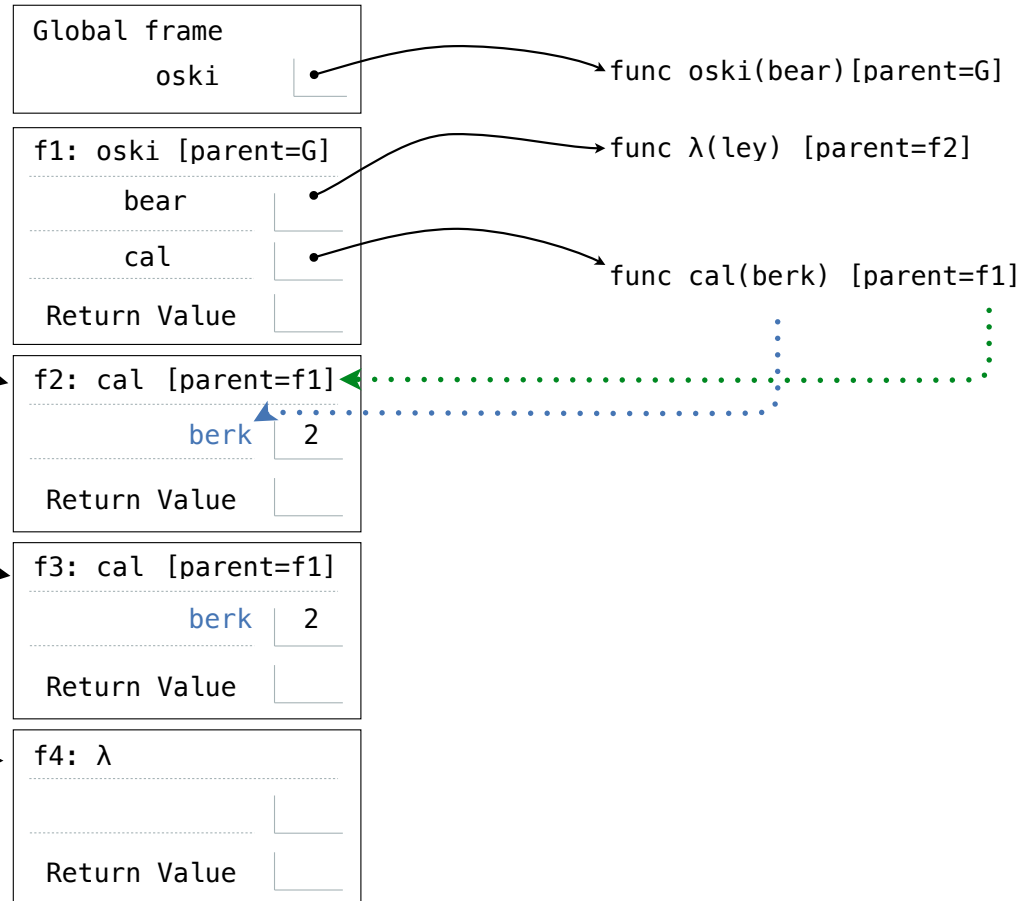 Global frame
oski
func oski(bear)[parent=G]
f1: oski [parent=G]
func λ(ley) [parent=f2]
bear
cal
func cal(berk) [parent=f1]
Return Value
f2: cal [parent=f1]
berk 2
Return Value
f3: cal [parent=f1]
berk 2
Return Value
f4: λ
Return Value